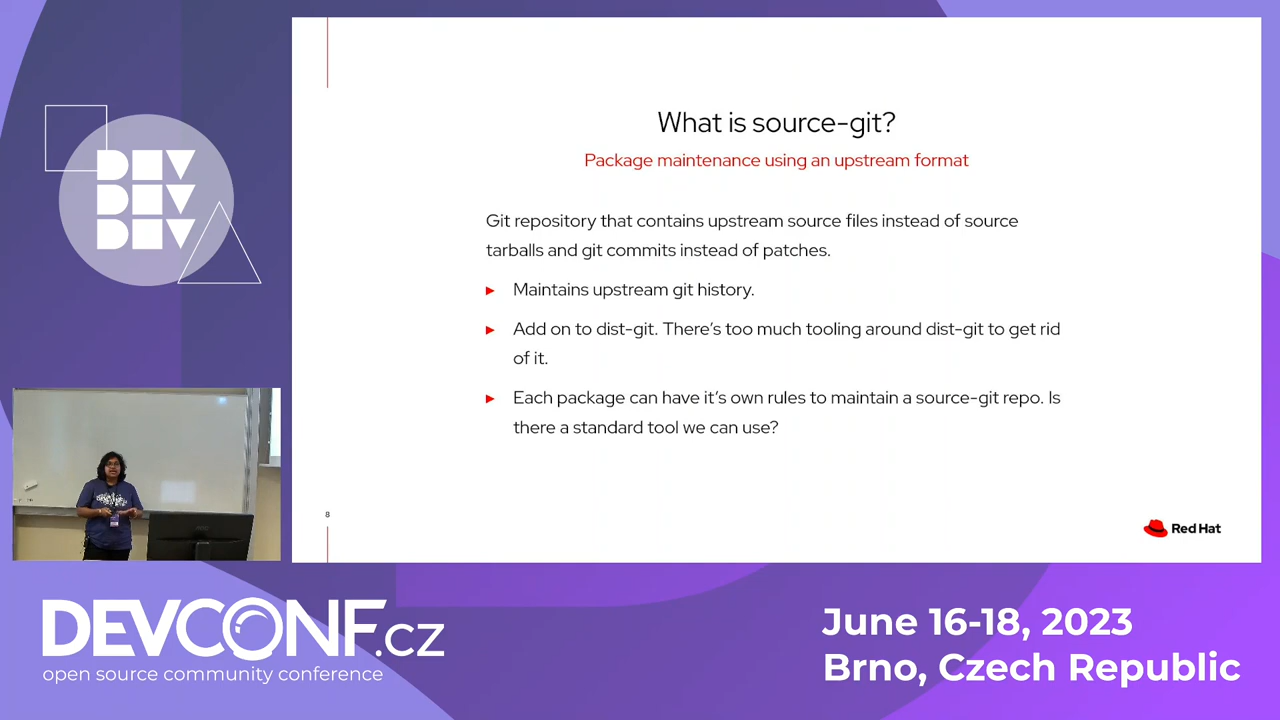 DEV
DEV
DEV
What is source-git?
Package maintenance using an upstream format
Git repository that contains upstream source files instead of source
tarballs and git commits instead of patches.
Maintains upstream git history.
Add on to dist-git. There's too much tooling around dist-git to get rid
of it.
Each package can have it's own rules to maintain a source-git repo. Is
there a standard tool we can use?
8
Red Hat
DEVCONF.cz
open source community conference
June 16-18, 2023
Brno, Czech Republic